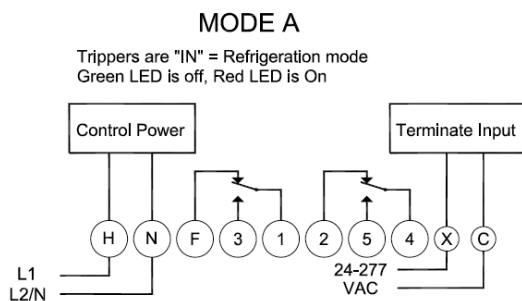 MODE A
Trippers are "IN" = Refrigeration mode
Green LED is off, Red LED is On
Control Power
Terminate Input
H N F 3 1 2 5 4 X C
L1
24-277
L2/N
VAC